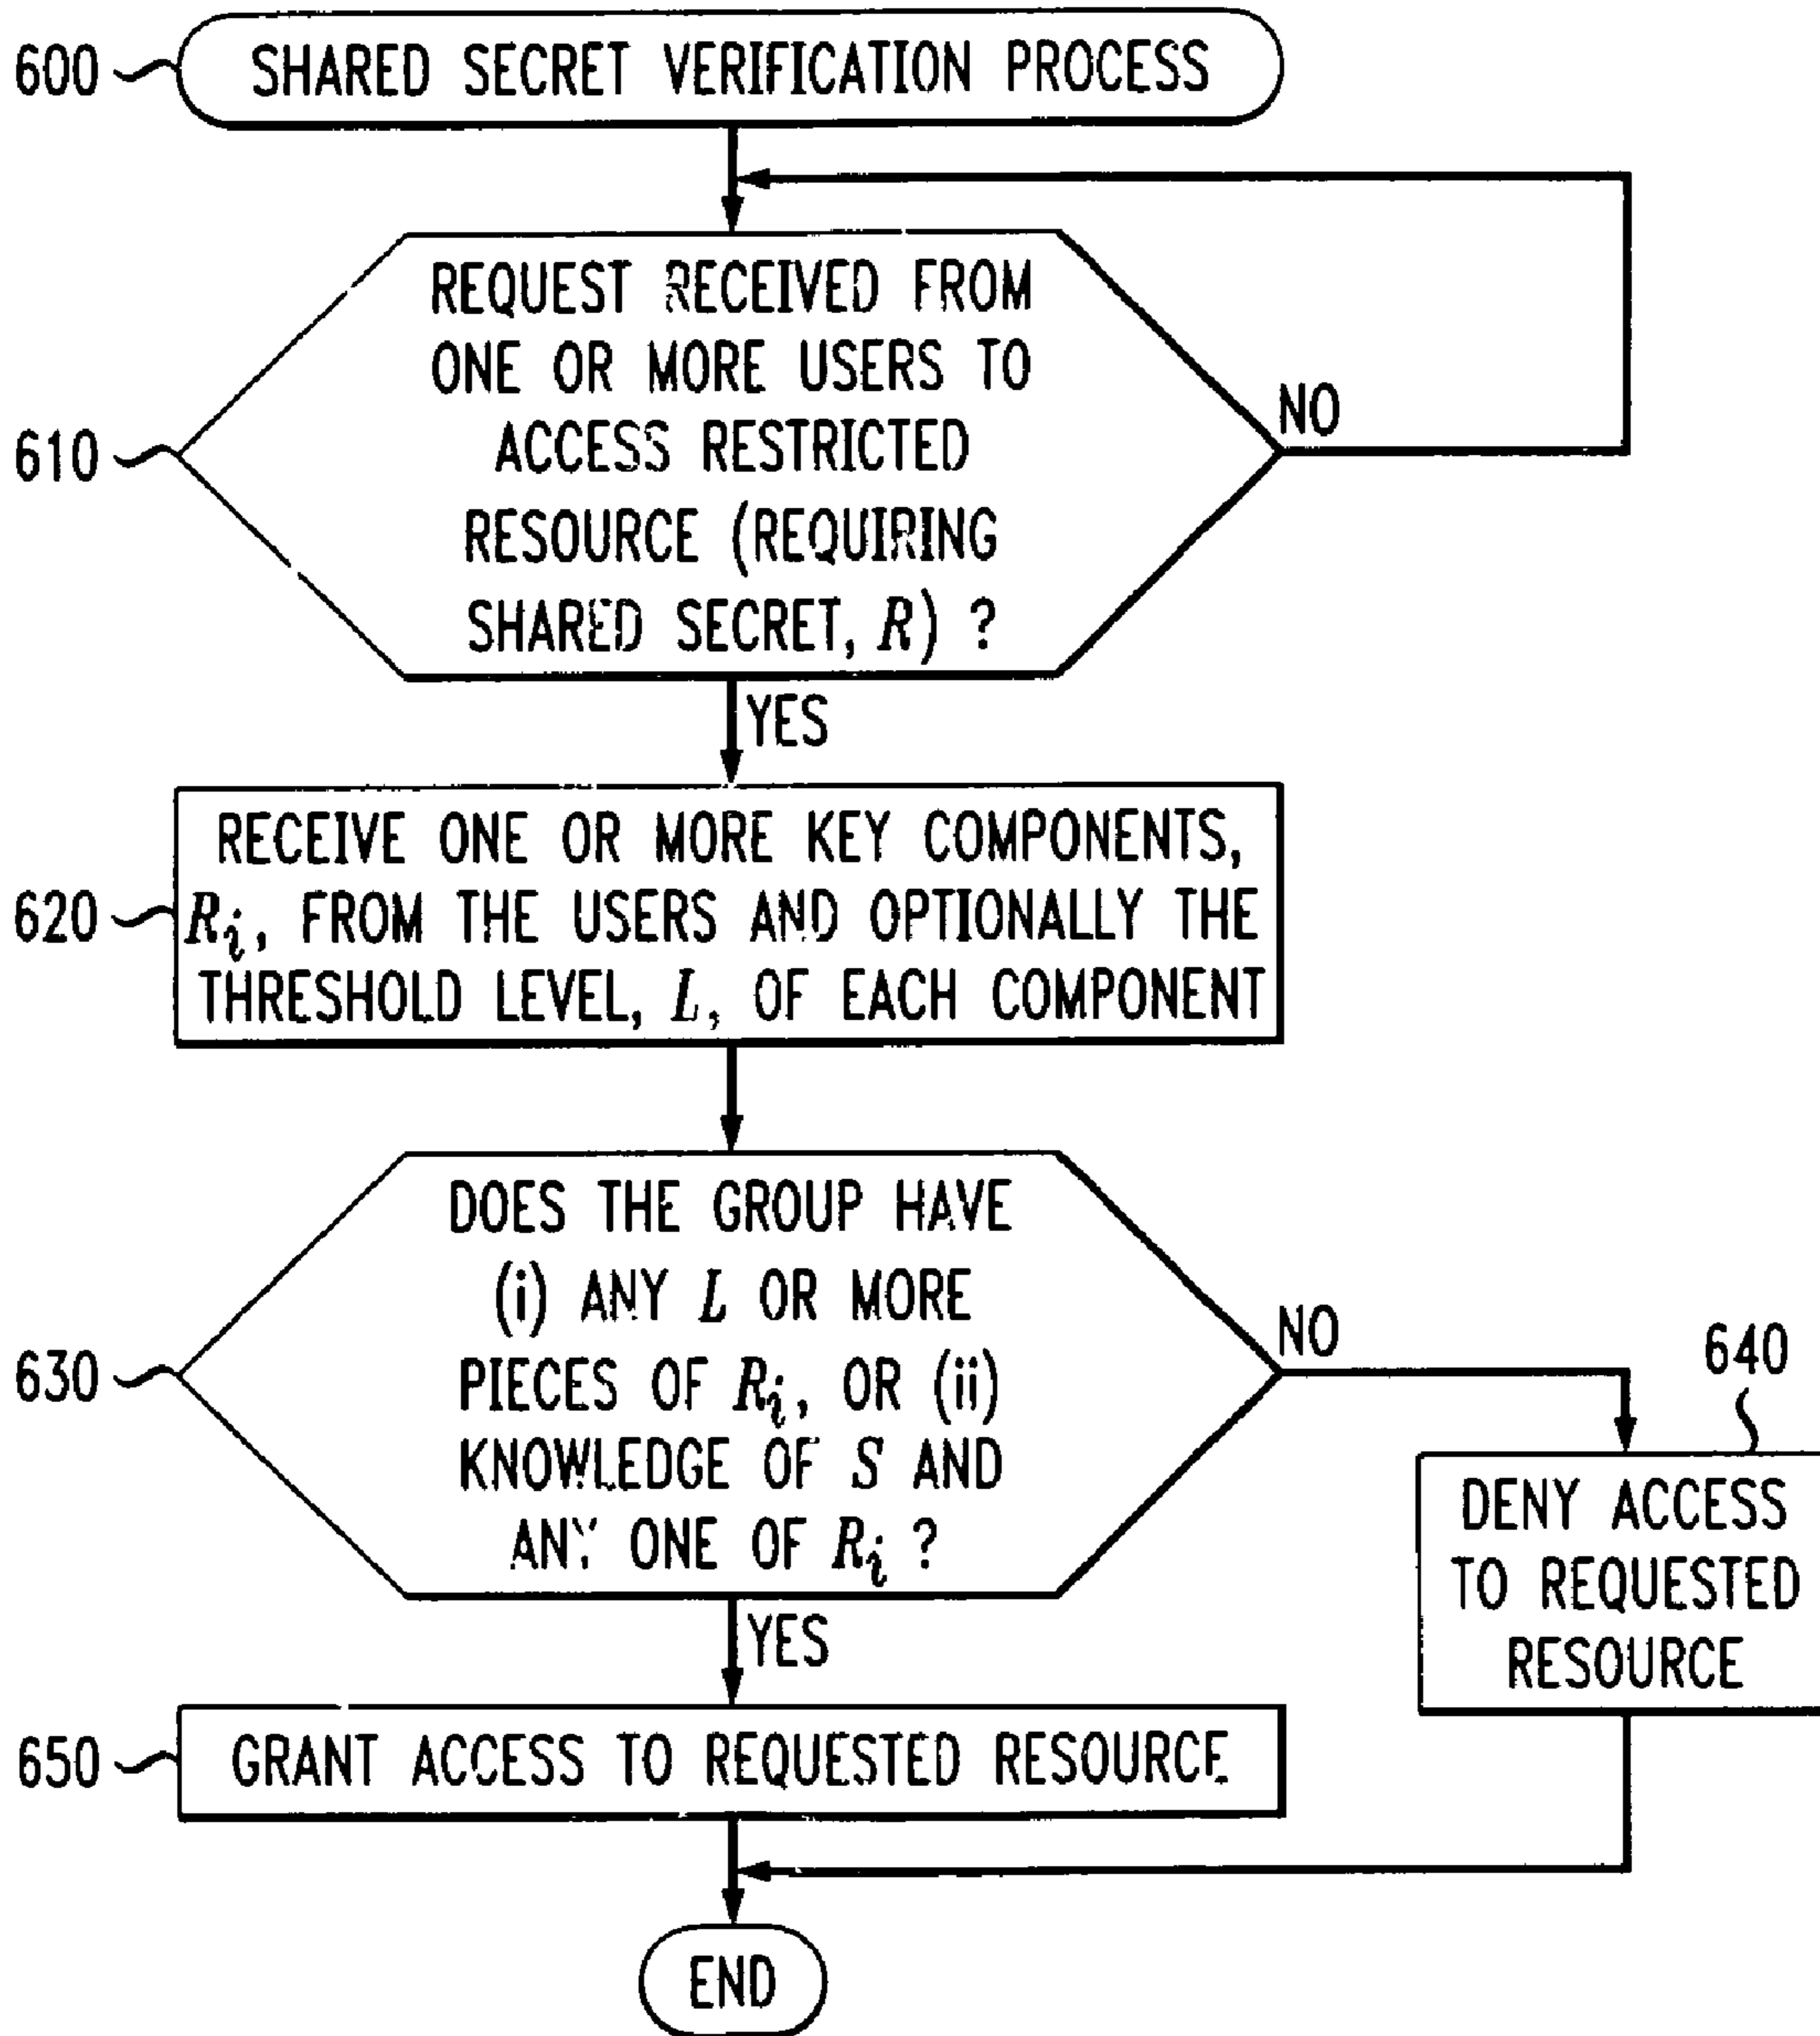 600
SHARED SECRET VERIFICATION PROCESS
610
REQUEST RECEIVED FROM
ONE OR MORE USERS TO
ACCESS RESTRICTED
RESOURCE (REQUIRING
SHARED SECRET, R) ?
NO
YES
620
RECEIVE ONE OR MORE KEY COMPONENTS,
Ri, FROM THE USERS AND OPTIONALLY THE
THRESHOLD LEVEL, L, OF EACH COMPONENT
630
DOES THE GROUP HAVE
(i) ANY L OR MORE
PIECES OF Ri, OR (ii)
KNOWLEDGE OF S AND
ANY ONE OF Ri ?
NO
640
DENY ACCESS
TO REQUESTED
RESOURCE
YES
650
GRANT ACCESS TO REQUESTED RESOURCE
END